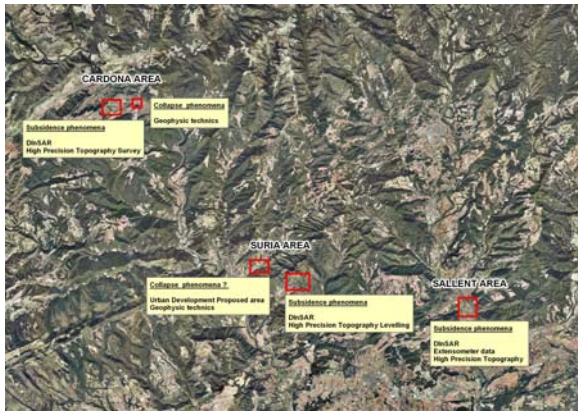 CARDONA AREA
Collapse phenomena
Geophysic technics
Subsidence phenomena
DInSAR
High Precision Topography Survey
SURIA AREA
Collapse phenomena ?
Urban Development Proposed area
Geophysic technics
Subsidence phenomena
DInSAR
High Precision Topography Levelling
SALLENT AREA
Subsidence phenomena
DInSAR
Extensometer data
High Precision Topography